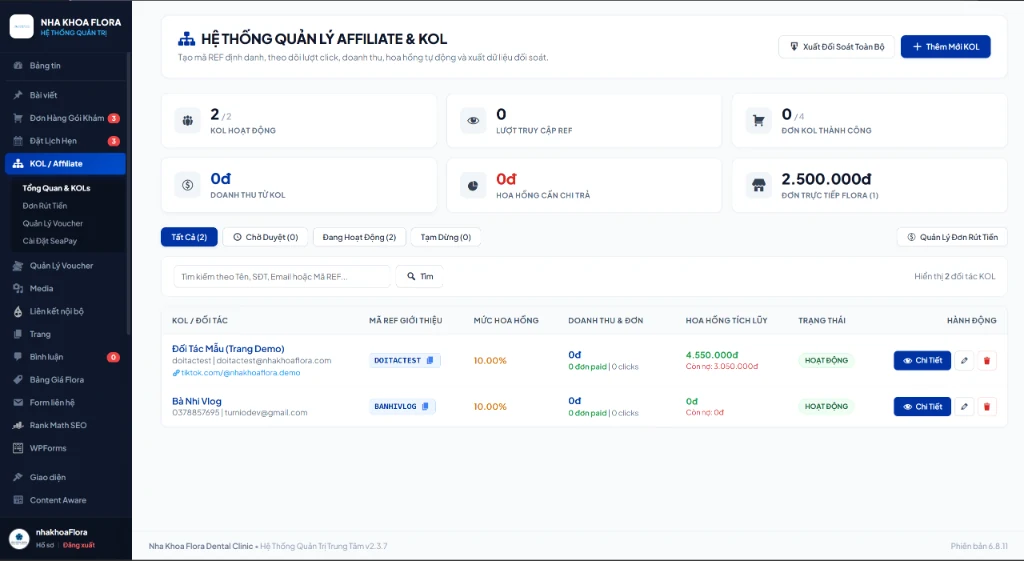 NHA KHOA FLORA
HỆ THỐNG QUẢN TRỊ
Bảng tin
Bài viết
Đơn Hàng Gói Khám 3
Đặt Lịch Hẹn 3
KOL / Affiliate
Tổng Quan & KOLs
Đơn Rút Tiền
Quản Lý Voucher
Cài Đặt SeaPay
Quản Lý Voucher
Media
Liên kết nội bộ
Trang
Bình luận 0
Bảng Giá Flora
Form liên hệ
Rank Math SEO
WPForms
Giao diện
Content Aware
nhakhoaFlora
Hồ sơ | Đăng xuất
HỆ THỐNG QUẢN LÝ AFFILIATE & KOL
Tạo mã REF định danh, theo dõi lượt click, doanh thu, hoa hồng tự động và xuất dữ liệu đối soát.
Xuất Đối Soát Toàn Bộ
+ Thêm Mới KOL
2 / 2
KOL HOẠT ĐỘNG
0
LƯỢT TRUY CẬP REF
0 / 4
ĐƠN KOL THÀNH CÔNG
0đ
DOANH THU TỪ KOL
0đ
HOA HỒNG CẦN CHI TRẢ
2.500.000đ
ĐƠN TRỰC TIẾP FLORA (1)
Tất Cả (2)
Chờ Duyệt (0)
Đang Hoạt Động (2)
Tạm Dừng (0)
Quản Lý Đơn Rút Tiền
Tìm kiếm theo Tên, SĐT, Email hoặc Mã REF...
Tìm
Hiển thị 2 đối tác KOL
KOL / ĐỐI TÁC MÃ REF GIỚI THIỆU MỨC HOA HỒNG DOANH THU & ĐƠN HOA HỒNG TÍCH LŨY TRẠNG THÁI HÀNH ĐỘNG
Đối Tác Mẫu (Trang Demo)
doitactest | doitactest@nhakhoaflora.com
tiktok.com/@nhakhoaflora.demo
DOITACTEST
10.00%
0đ
0 đơn paid | 0 clicks
4.550.000đ
Còn nợ: 3.050.000đ
HOẠT ĐỘNG
Chi Tiết
Bà Nhi Vlog
0378857695 | turniodev@gmail.com
BANHIVLOG
10.00%
0đ
0 đơn paid | 0 clicks
0đ
Còn nợ: 0đ
HOẠT ĐỘNG
Chi Tiết
Nha Khoa Flora Dental Clinic • Hệ Thống Quản Trị Trung Tâm v2.3.7
Phiên bản 6.8.11